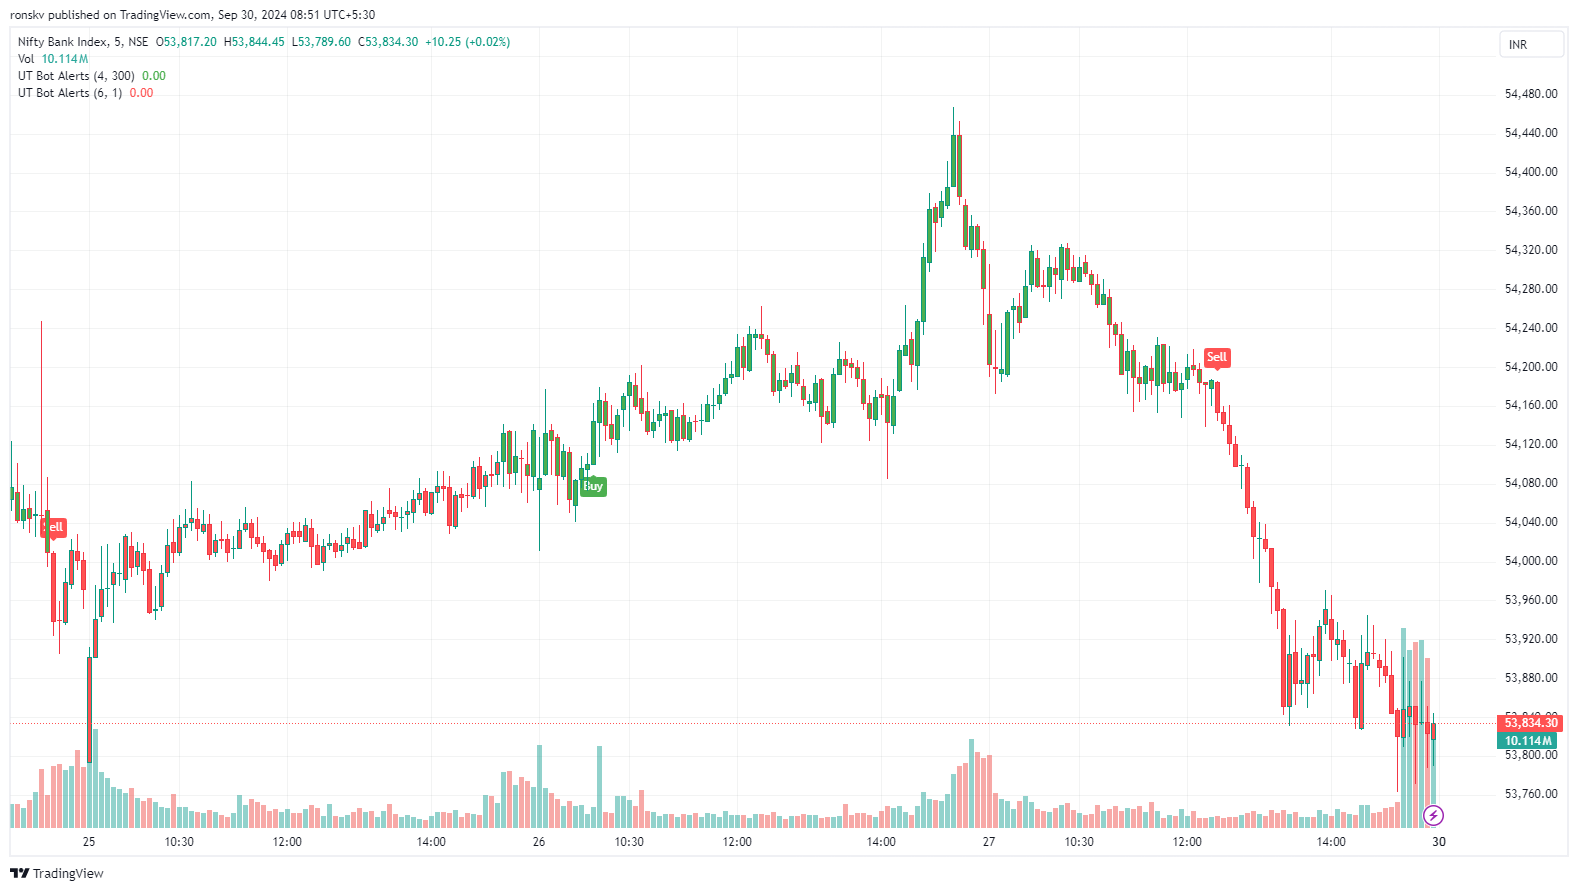 ronskv published on TradingView.com, Sep 30, 2024 08:51 UTC+5:30
Nifty Bank Index, 5, NSE O53,817.20 H53,844.45 L53,789.60 C53,834.30 +10.25 (+0.02%)
Vol 10.114M
UT Bot Alerts (4, 300) 0.00
UT Bot Alerts (6, 1) 0.00
INR
54,480.00
54,440.00
54,400.00
54,360.00
54,320.00
54,280.00
54,240.00
Sell
54,200.00
54,160.00
54,120.00
Buy
54,080.00
Sell
54,040.00
54,000.00
53,960.00
53,920.00
53,880.00
53,834.30
10.114M
53,800.00
53,760.00
25 10:30 12:00 14:00 26 10:30 12:00 14:00 27 10:30 12:00 14:00 30
TradingView